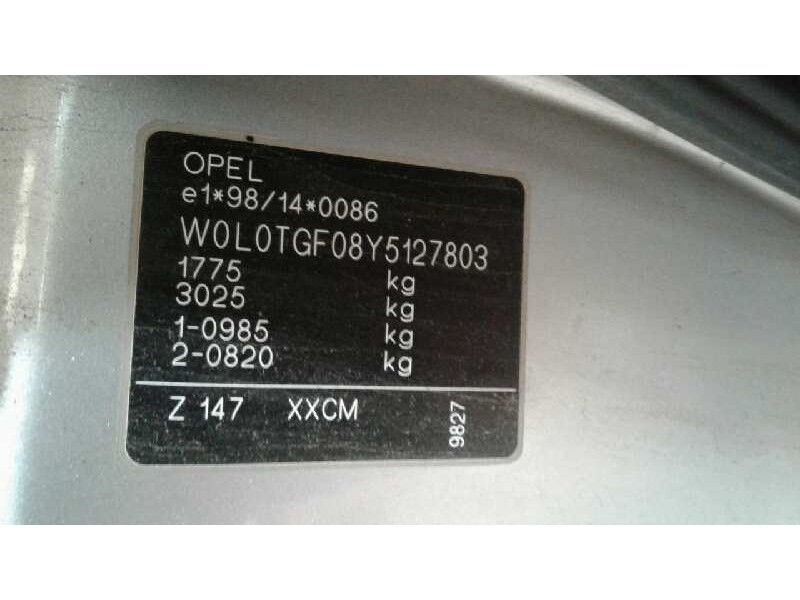 OPEL
e1*98/14*0086
W0L0TGF08Y5127803
1775 kg
3025 kg
1-0985 kg
2-0820 kg
Z 147 XXCM 9827